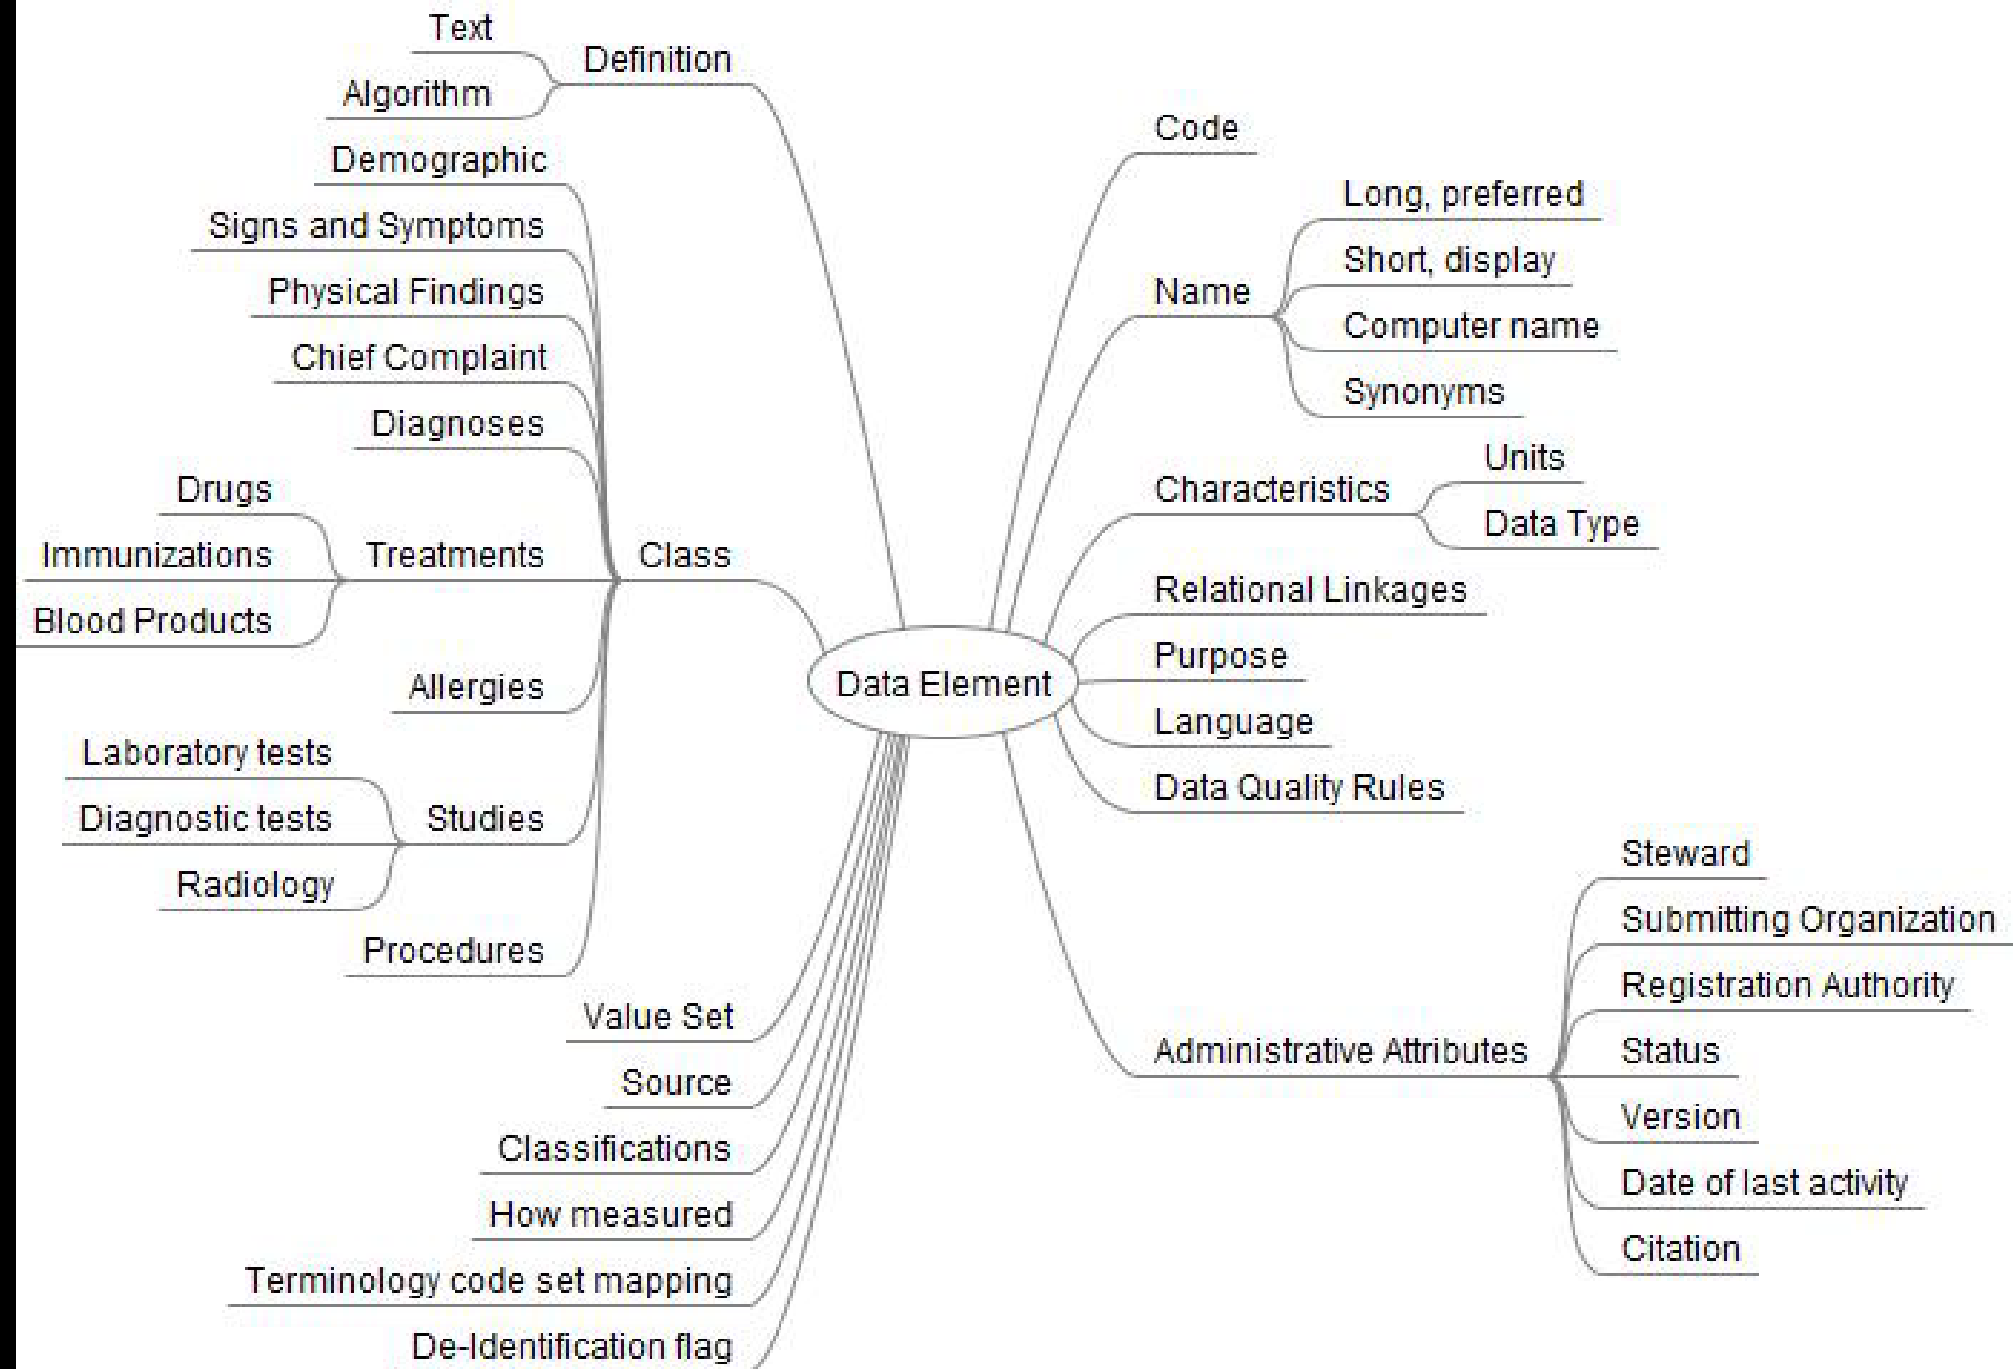 Text
Definition
Algorithm
Demographic
Signs and Symptoms
Physical Findings
Chief Complaint
Diagnoses
Drugs
Immunizations
Treatments
Class
Blood Products
Allergies
Laboratory tests
Diagnostic tests
Studies
Radiology
Procedures
Value Set
Source
Classifications
How measured
Terminology code set mapping
De-Identification flag
Data Element
Code
Long, preferred
Short, display
Name
Computer name
Synonyms
Units
Characteristics
Data Type
Relational Linkages
Purpose
Language
Data Quality Rules
Steward
Submitting Organization
Registration Authority
Administrative Attributes
Status
Version
Date of last activity
Citation